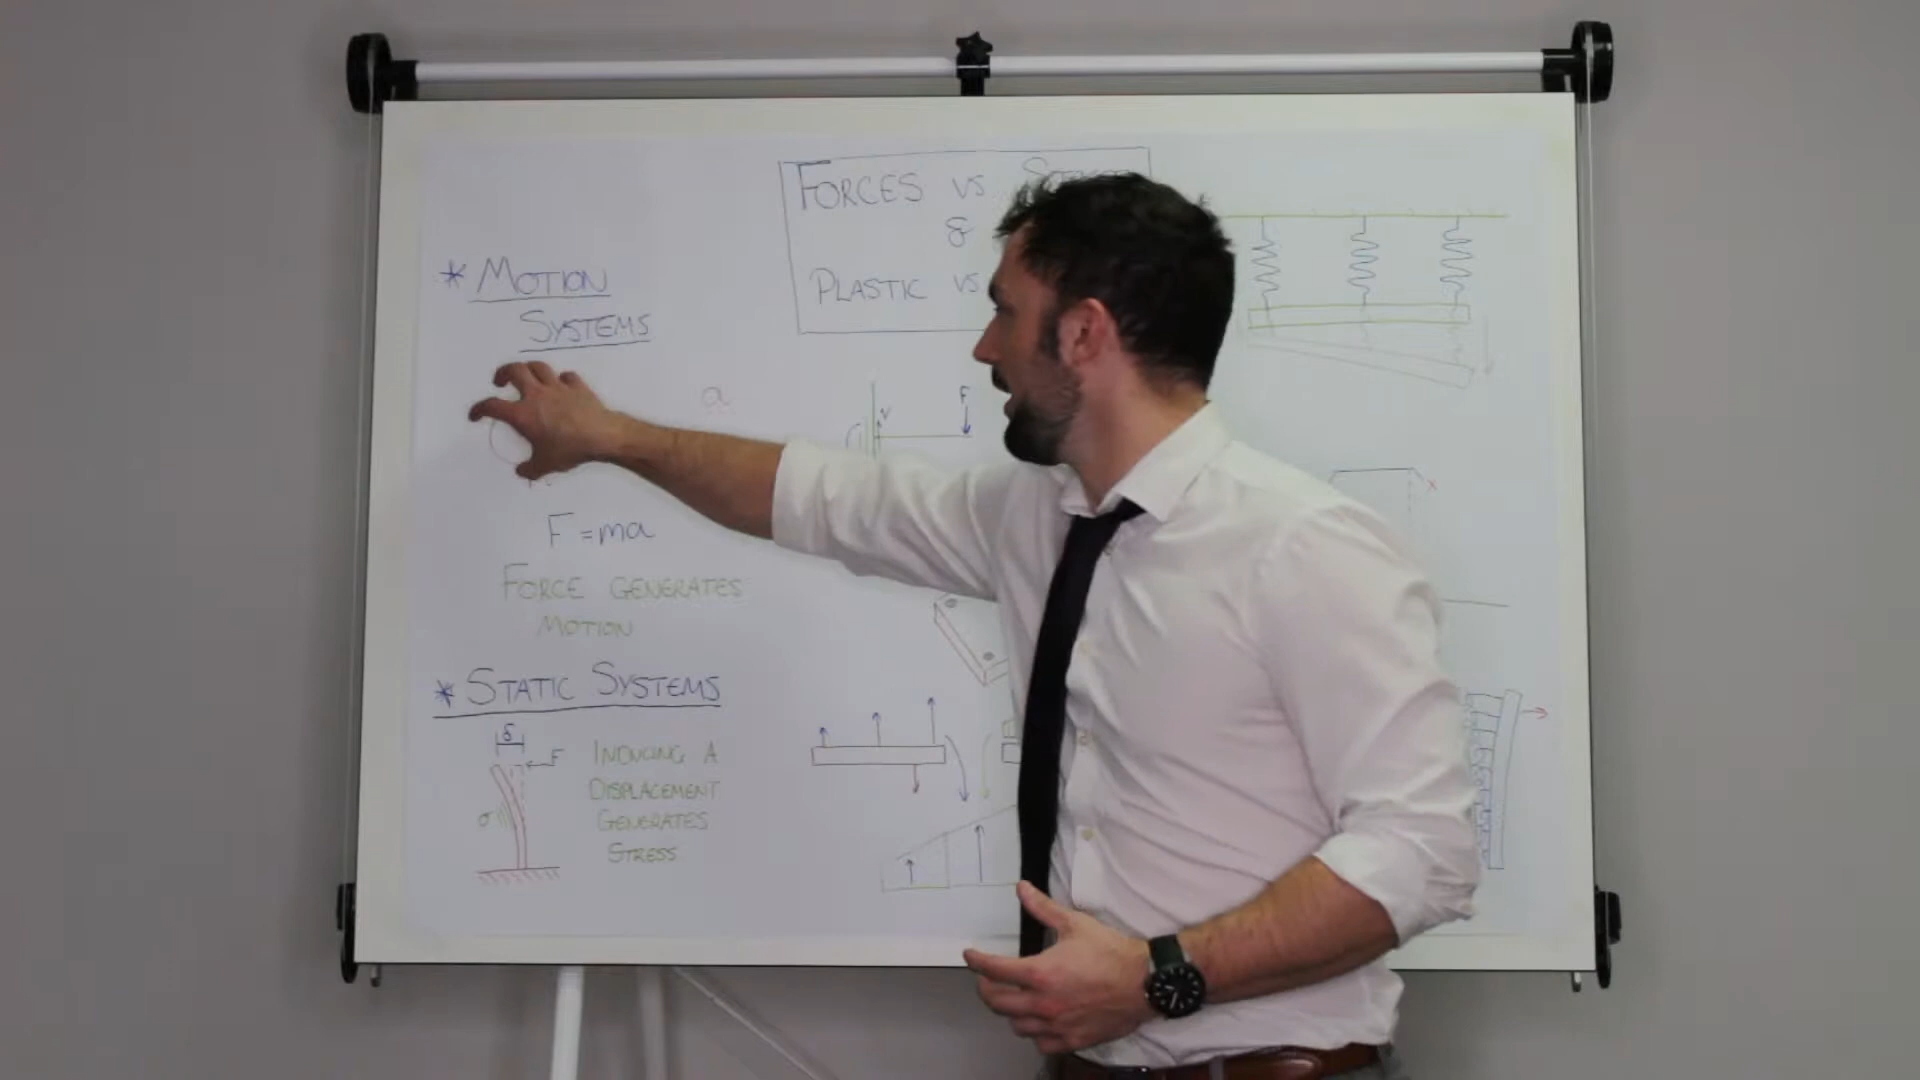 FORCES VS
&
PLASTIC VS
* MOTION
SYSTEMS
a
F = ma
FORCE GENERATES
MOTION
V
F
* STATIC SYSTEMS
δ
F
σ
INDUCING A
DISPLACEMENT
GENERATES
STRESS